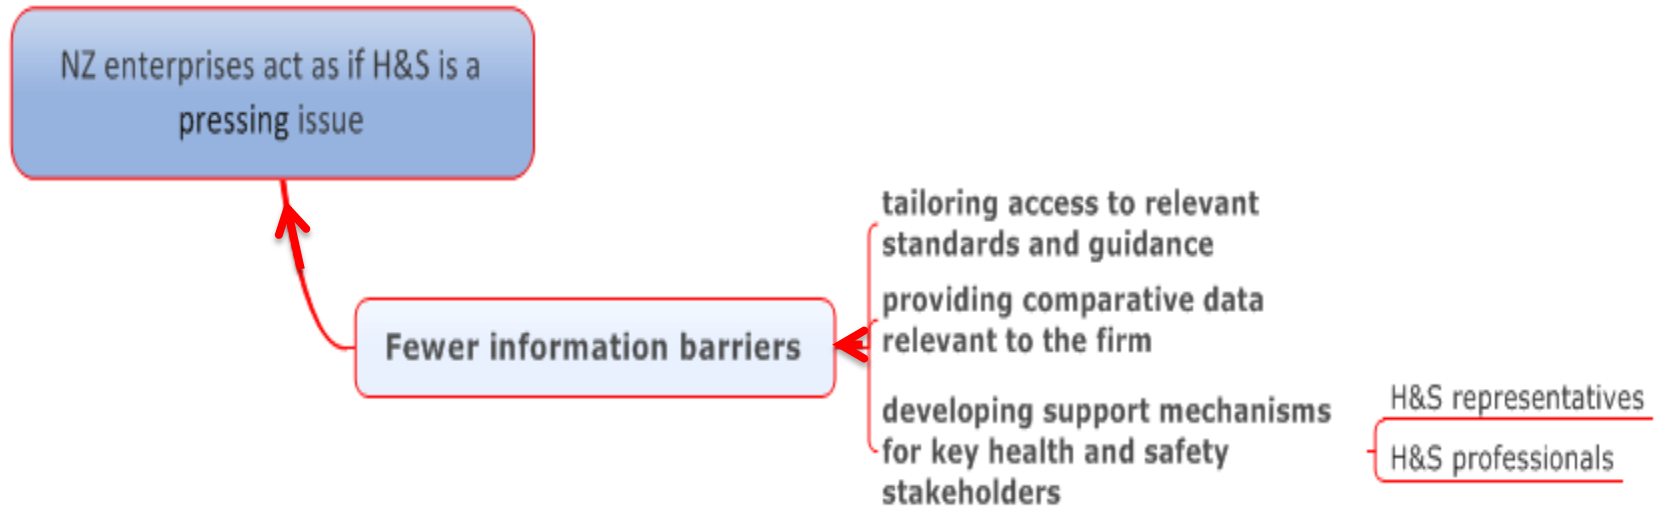 NZ enterprises act as if H&S is a
pressing issue
tailoring access to relevant
standards and guidance
providing comparative data
relevant to the firm
Fewer information barriers
developing support mechanisms
for key health and safety
stakeholders
H&S representatives
H&S professionals